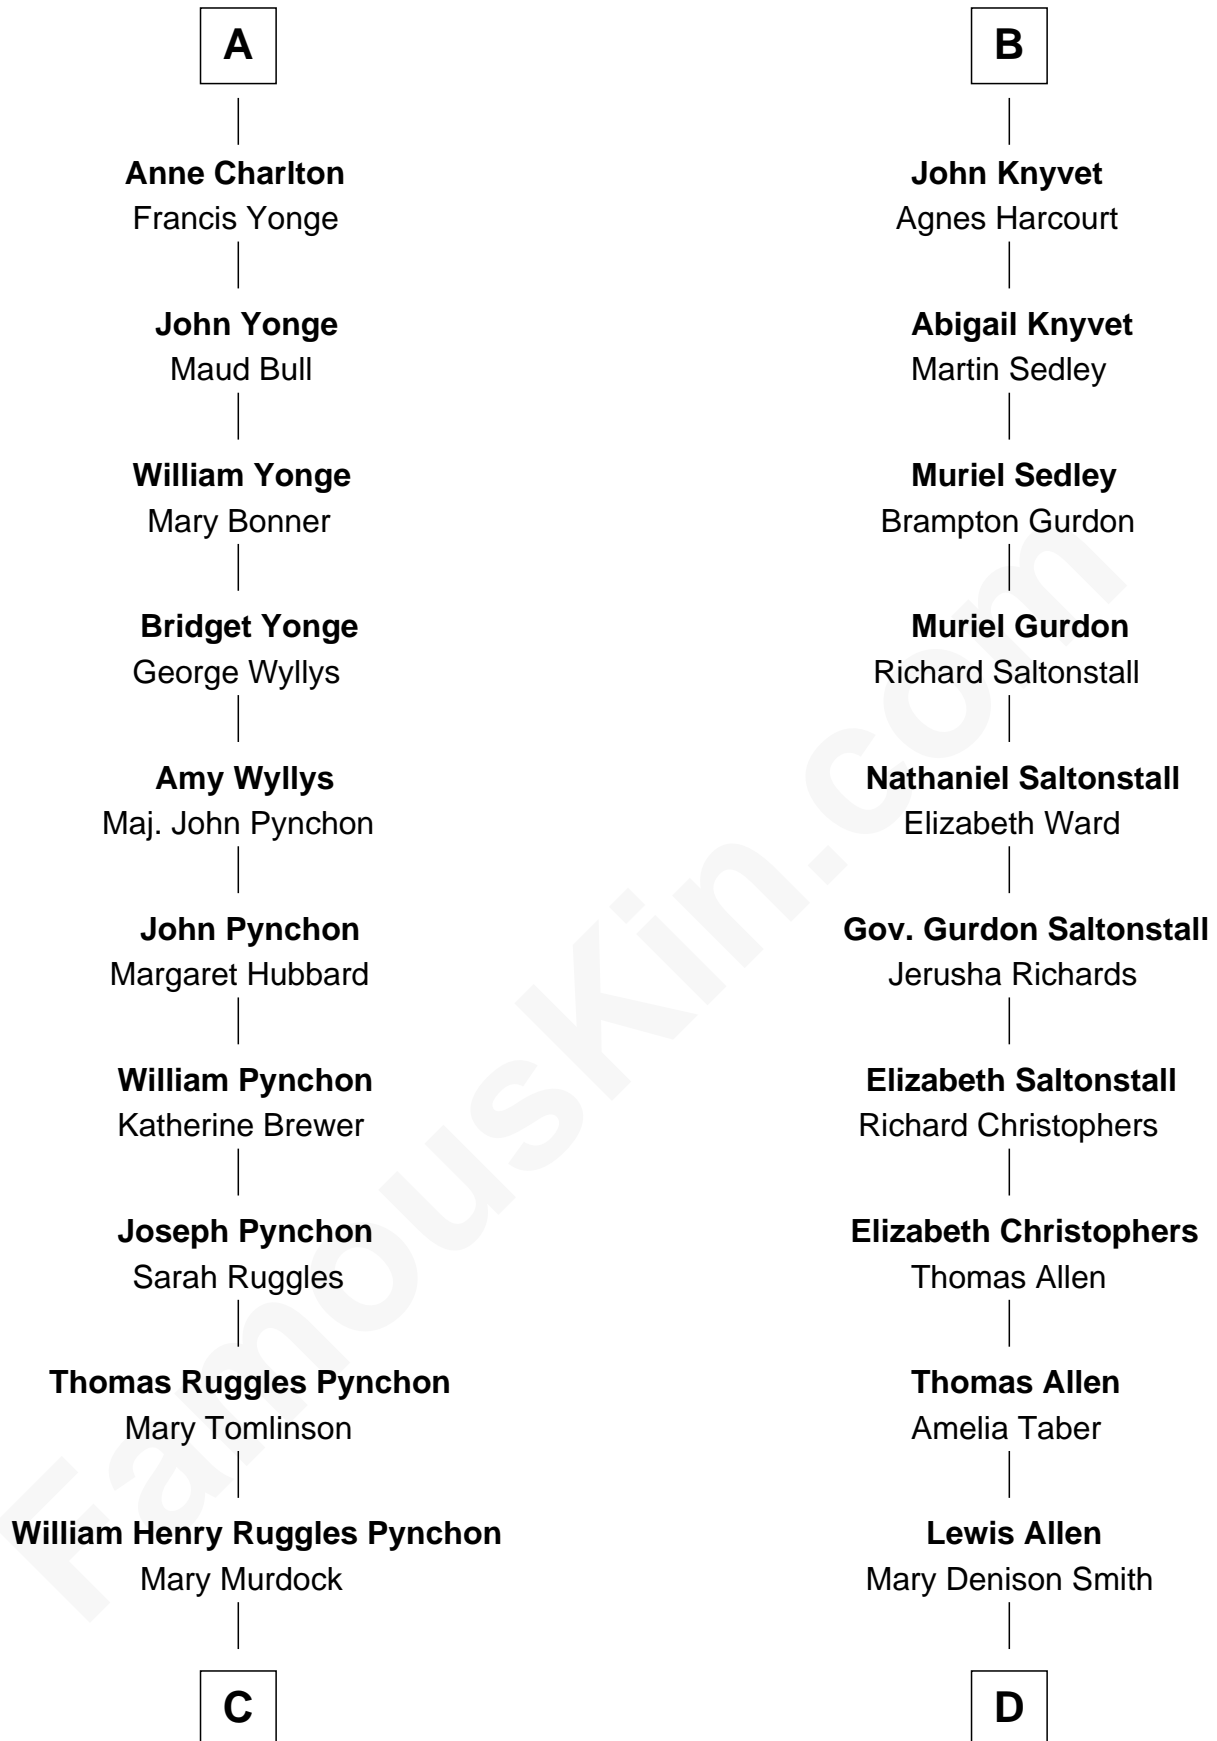 A
Anne Charlton
Francis Yonge
John Yonge
Maud Bull
William Yonge
Mary Bonner
Bridget Yonge
George Wyllys
Amy Wyllys
Maj. John Pynchon
John Pynchon
Margaret Hubbard
William Pynchon
Katherine Brewer
Joseph Pynchon
Sarah Ruggles
Thomas Ruggles Pynchon
Mary Tomlinson
William Henry Ruggles Pynchon
Mary Murdock
C
B
John Knyvet
Agnes Harcourt
Abigail Knyvet
Martin Sedley
Muriel Sedley
Brampton Gurdon
Muriel Gurdon
Richard Saltonstall
Nathaniel Saltonstall
Elizabeth Ward
Gov. Gurdon Saltonstall
Jerusha Richards
Elizabeth Saltonstall
Richard Christophers
Elizabeth Christophers
Thomas Allen
Thomas Allen
Amelia Taber
Lewis Allen
Mary Denison Smith
D
FamousKin.com